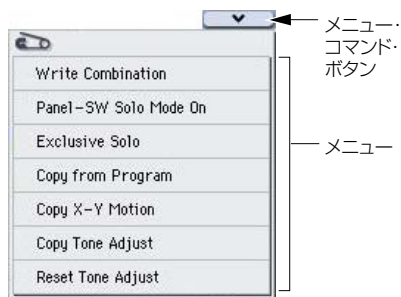 メニュー・
コマンド・
ボタン
Write Combination
Panel-SW Solo Mode On
Exclusive Solo
Copy from Program
メニュー
Copy X-Y Motion
Copy Tone Adjust
Reset Tone Adjust